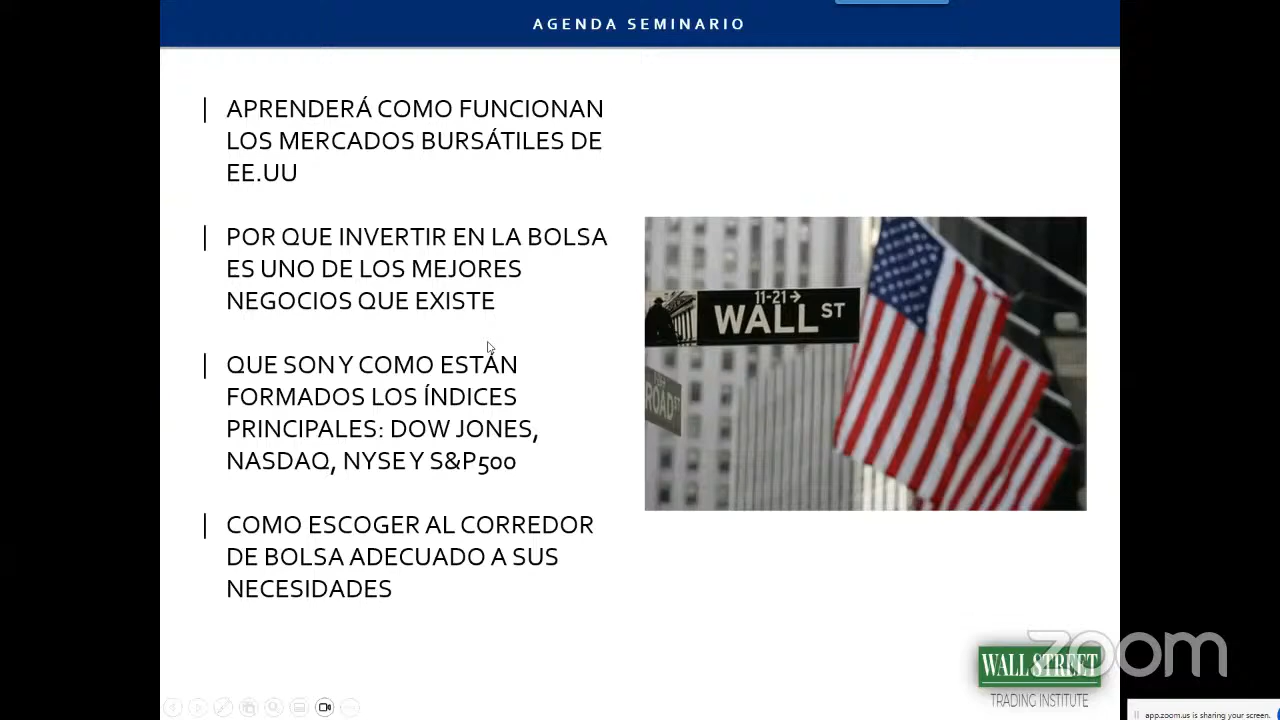 AGENDA SEMINARIO
| APRENDERÁ COMO FUNCIONAN
LOS MERCADOS BURSÁTILES DE
EE.UU
| POR QUE INVERTIR EN LA BOLSA
ES UNO DE LOS MEJORES
NEGOCIOS QUE EXISTE
| QUE SON Y COMO ESTÁN
FORMADOS LOS ÍNDICES
PRINCIPALES: DOW JONES,
NASDAQ, NYSE Y S&P500
| COMO ESCOGER AL CORREDOR
DE BOLSA ADECUADO A SUS
NECESIDADES
11-21→
WALL ST
ROAD ST
zoom
WALL STREET
TRADING INSTITUTE
app.zoom.us is sharing your screen.